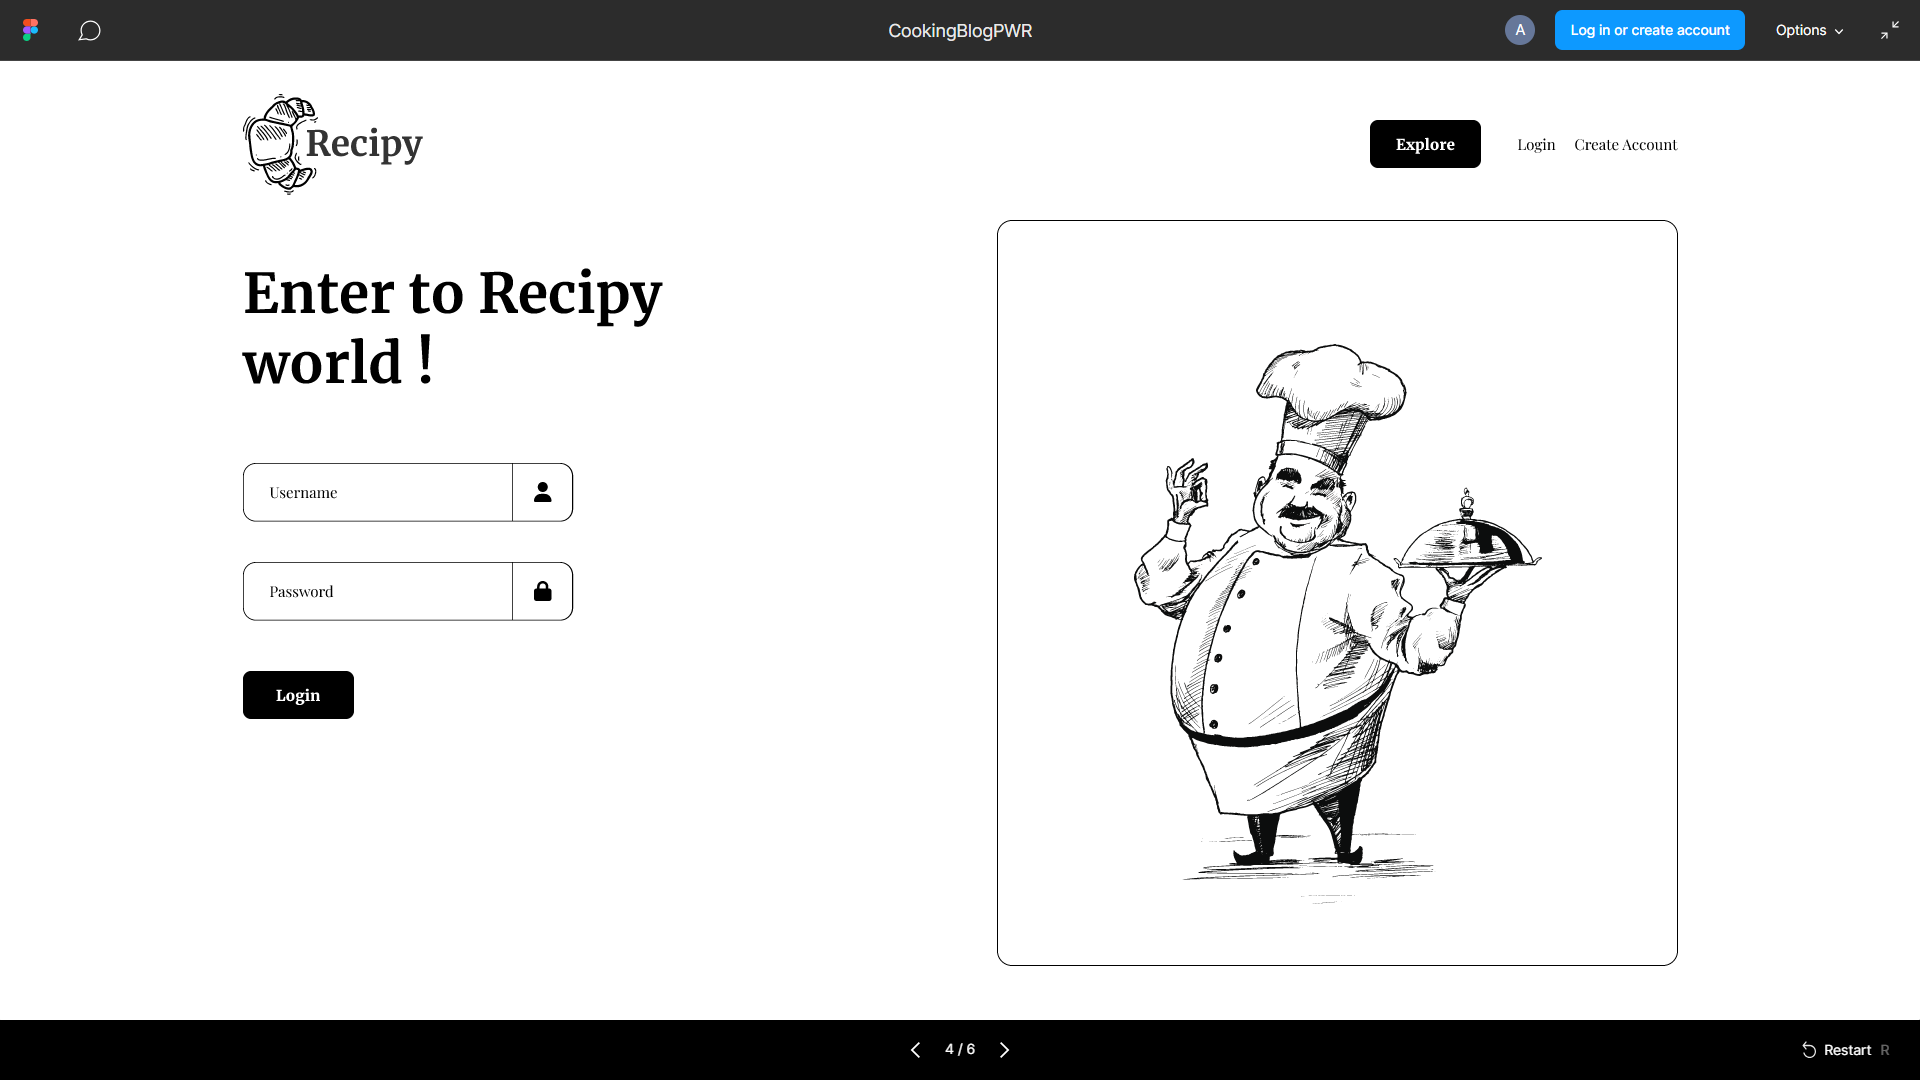 CookingBlogPWR
A
Log in or create account
Options
Recipy
Explore
Login
Create Account
Enter to Recipy
world !
Username
Password
Login
4 / 6
Restart R